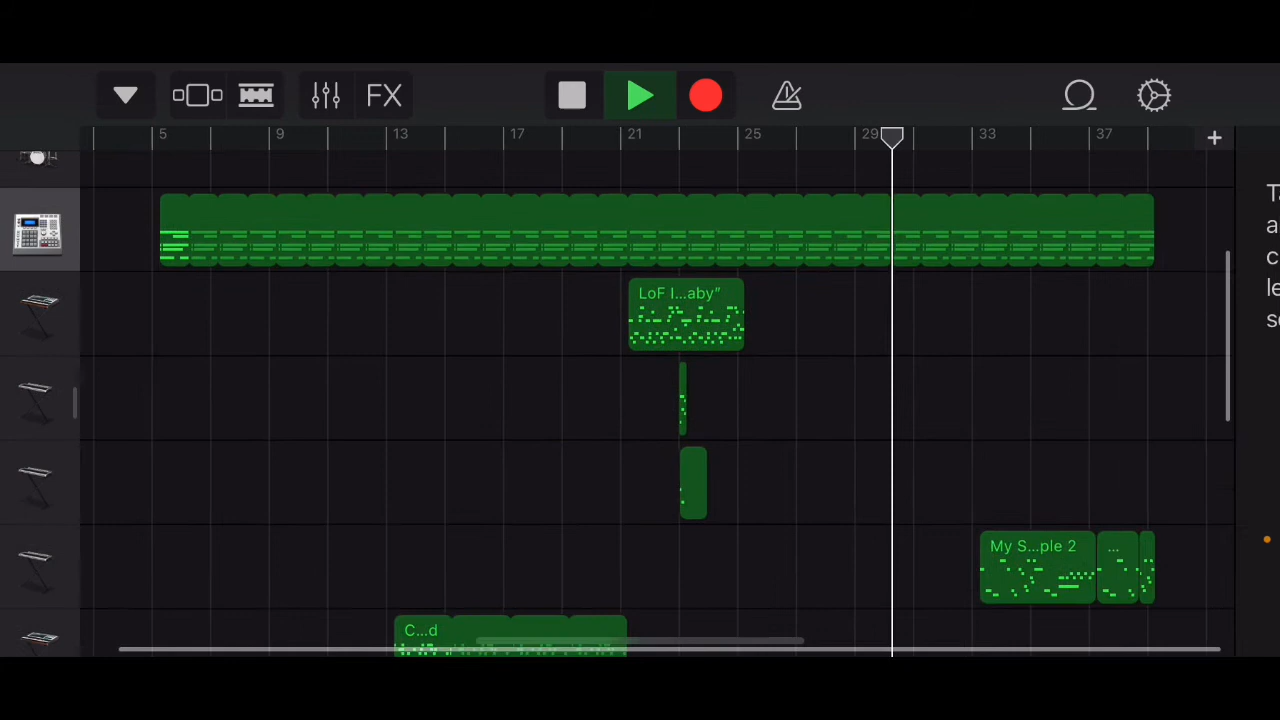 FX
5 9 13 17 21 25 29 33 37 +
LoF I...aby”
My S...ple 2 ...
C...d